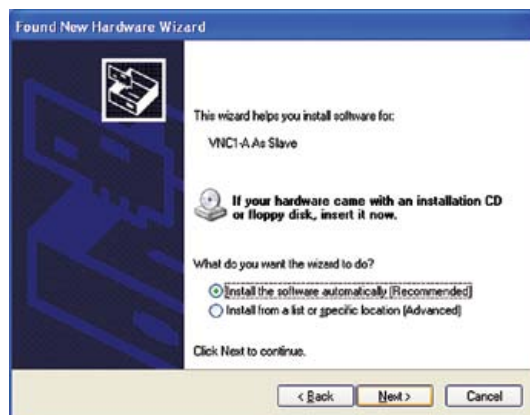 Found New Hardware Wizard
This wizard helps you install software for:
VNC1-A As Slave
If your hardware came with an installation CD
or floppy disk, insert it now.
What do you want the wizard to do?
Install the software automatically (Recommended)
Install from a list or specific location (Advanced)
Click Next to continue.
< Back
Next >
Cancel